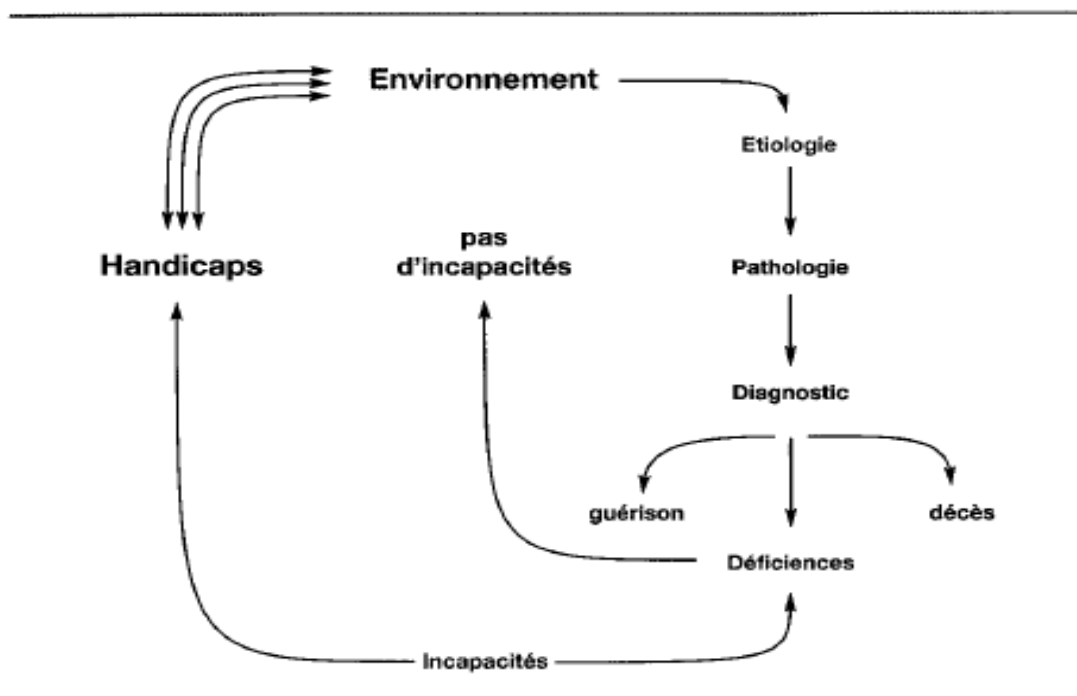 Environnement
Etiologie
Handicaps
pas
d'incapacités
Pathologie
Diagnostic
guérison
décès
Déficiences
Incapacités